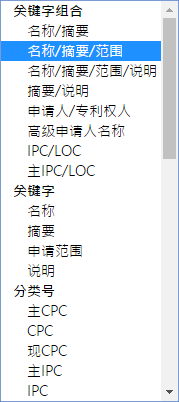 关键字组合
名称/摘要
名称/摘要/范围
名称/摘要/范围/说明
摘要/说明
申请人/专利权人
高级申请人名称
IPC/LOC
主IPC/LOC
关键字
名称
摘要
申请范围
说明
分类号
主CPC
CPC
现CPC
主IPC
IPC